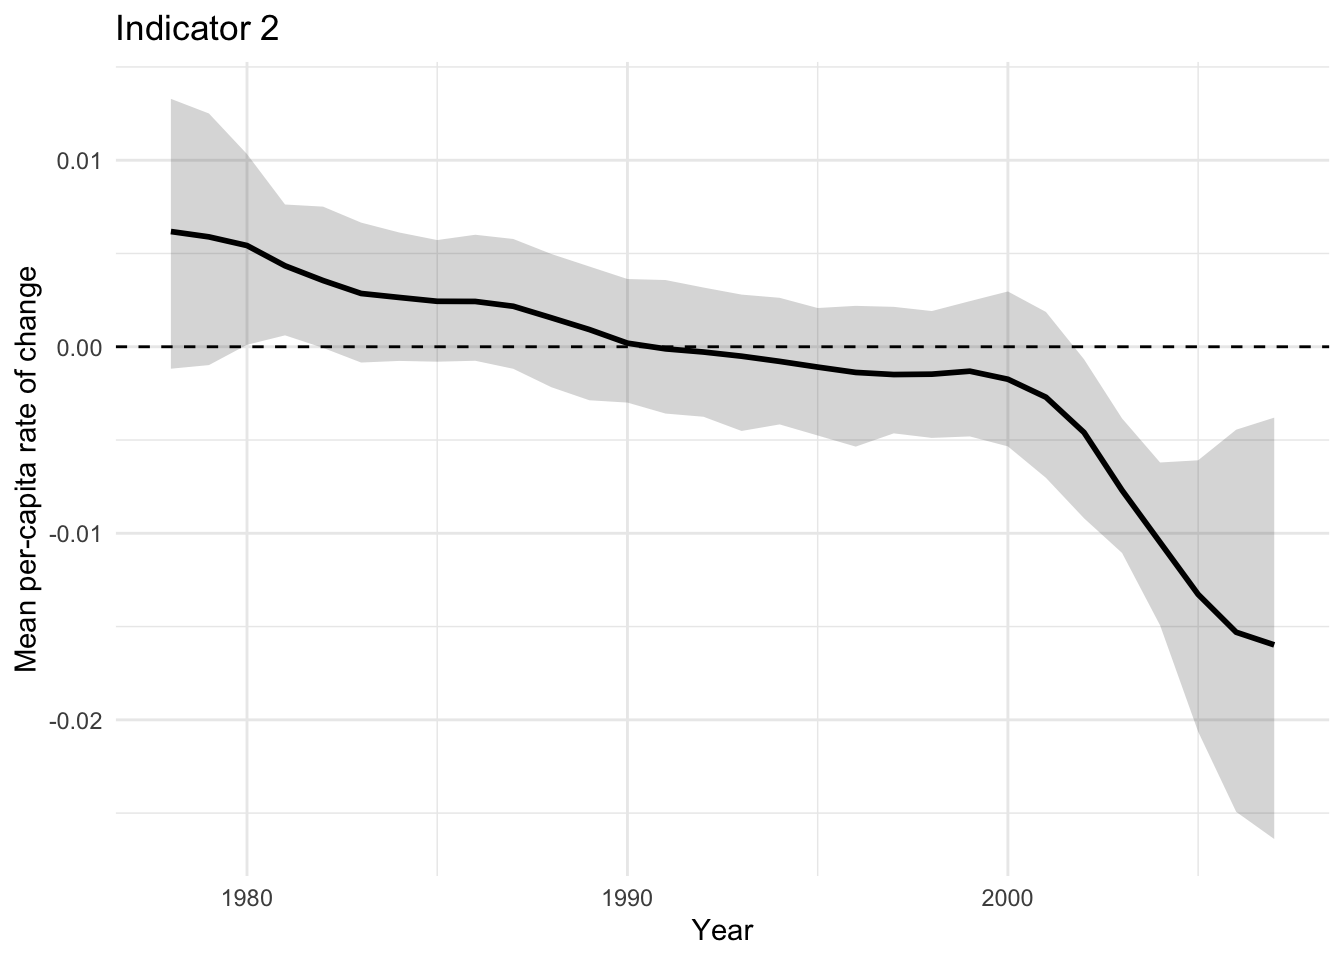 Indicator 2
Mean per-capita rate of change
0.01
0.00
-0.01
-0.02
1980
1990
2000
Year